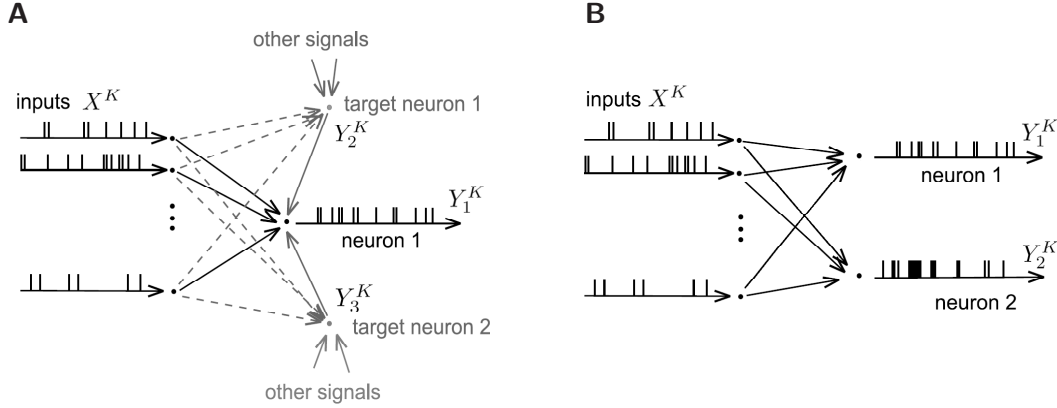 A
other signals
inputs X^K
target neuron 1
Y_2^K
Y_1^K
neuron 1
Y_3^K
target neuron 2
other signals
B
inputs X^K
Y_1^K
neuron 1
Y_2^K
neuron 2